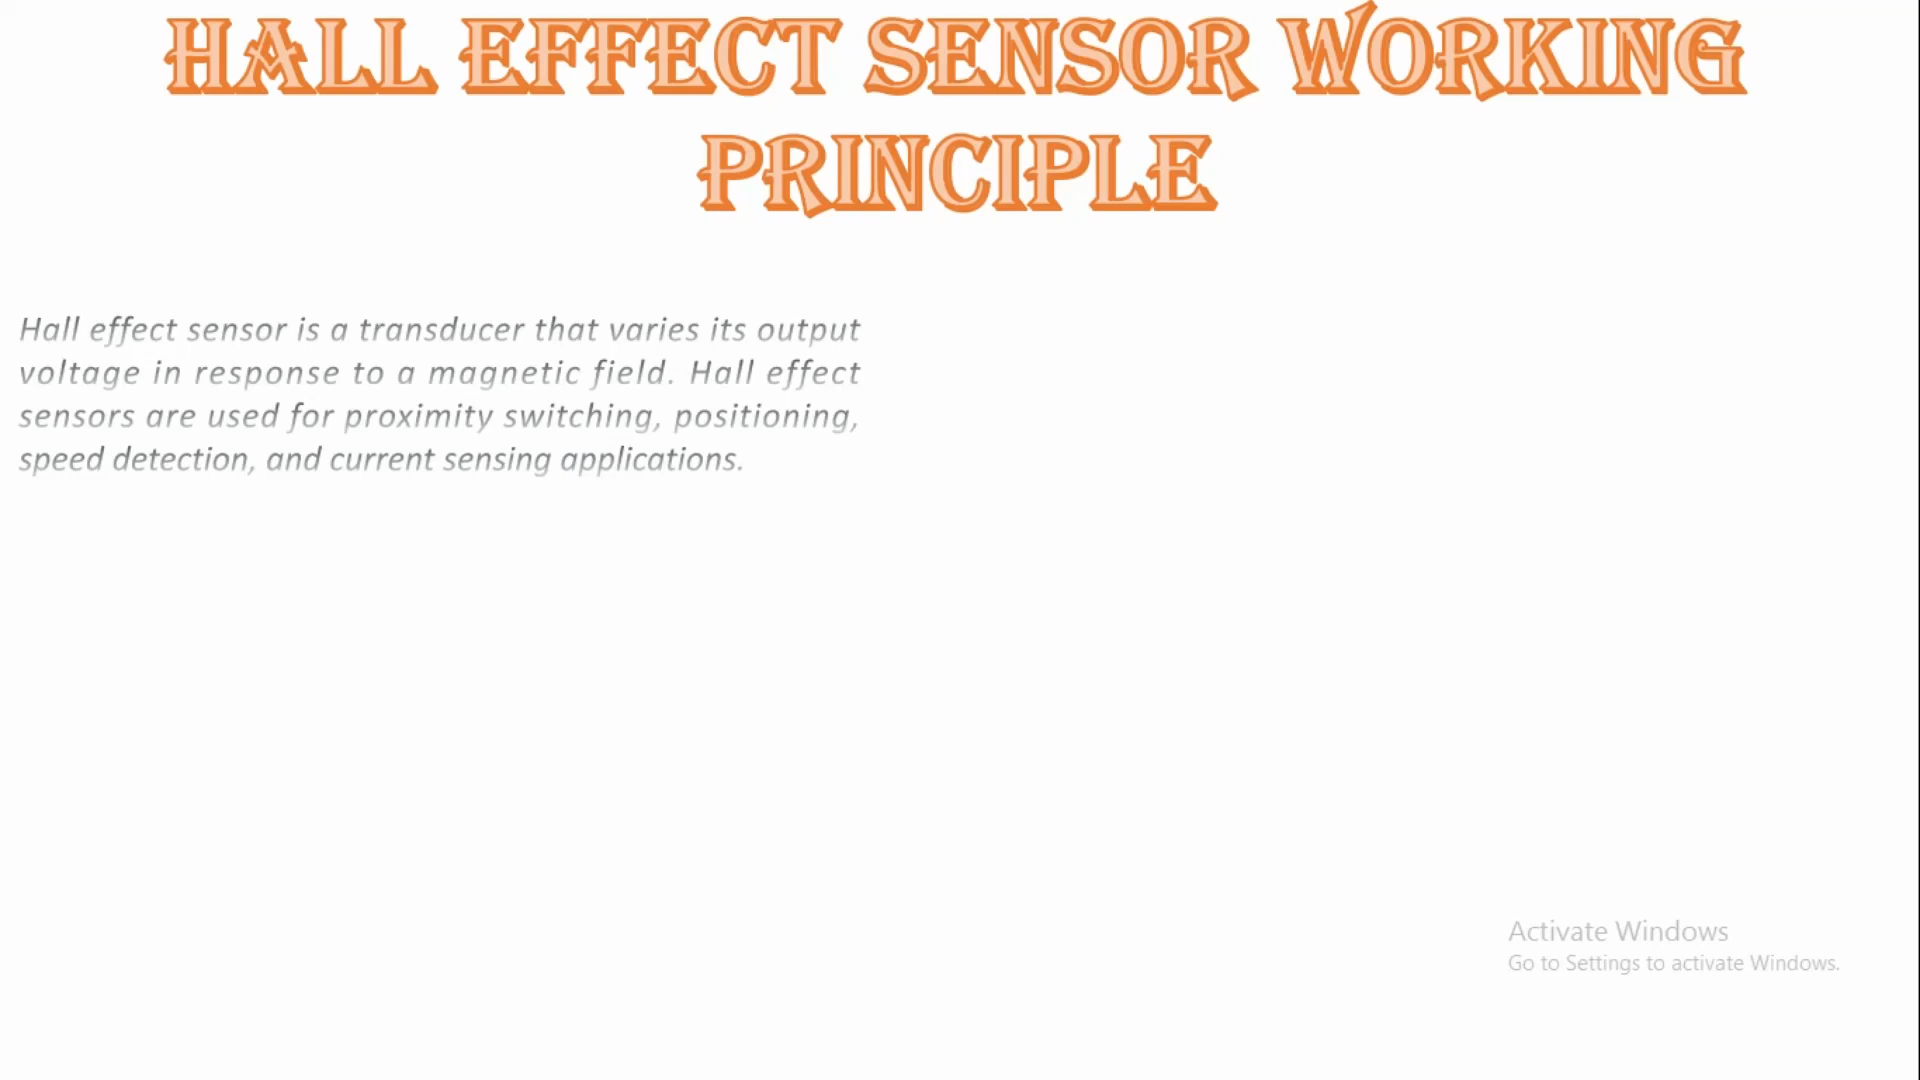 HALL EFFECT SENSOR WORKING
PRINCIPLE
Hall effect sensor is a transducer that varies its output
voltage in response to a magnetic field. Hall effect
sensors are used for proximity switching, positioning,
speed detection, and current sensing applications.
Activate Windows
Go to Settings to activate Windows.